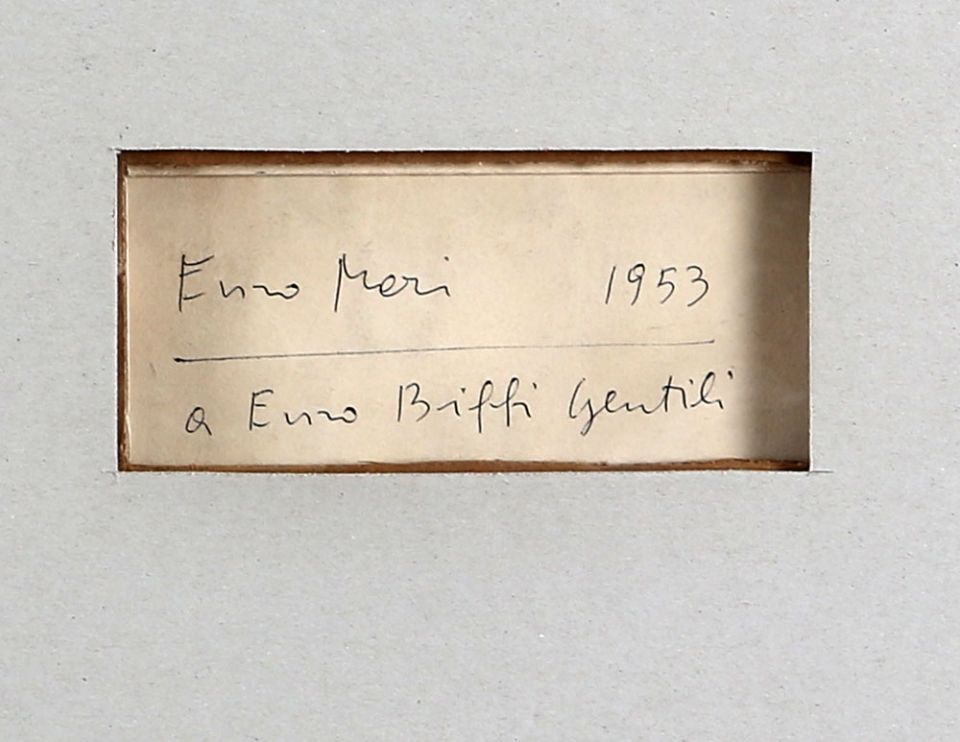 Enzo Mari 1953
a Enzo Biffi Gentili